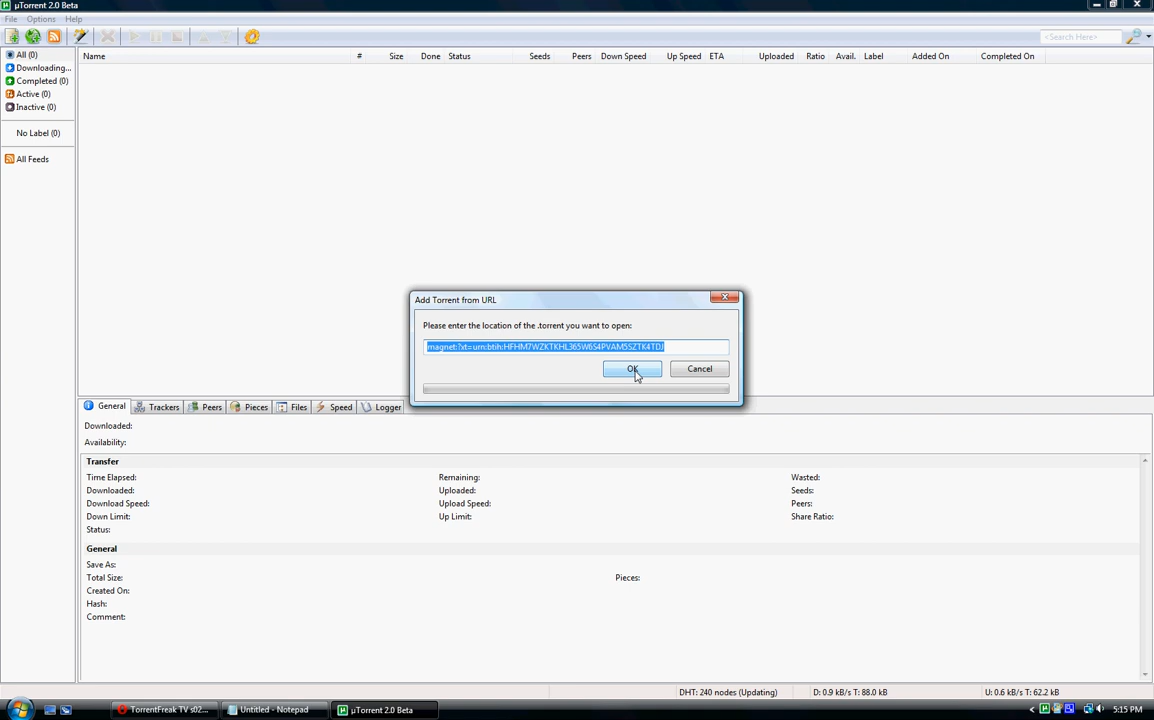 µTorrent 2.0 Beta
File Options Help
<Search Here>
All (0)
Name # Size Done Status Seeds Peers Down Speed Up Speed ETA Uploaded Ratio Avail. Label Added On Completed On
Downloading...
Completed (0)
Active (0)
Inactive (0)
No Label (0)
All Feeds
Add Torrent from URL
Please enter the location of the .torrent you want to open:
magnet:?xt=urn:btih:HFHM7WZKTKHL365W6S4PVAM5SZTK4TDJ
OK Cancel
General Trackers Peers Pieces Files Speed Logger
Downloaded:
Availability:
Transfer
Time Elapsed: Remaining: Wasted:
Downloaded: Uploaded: Seeds:
Download Speed: Upload Speed: Peers:
Down Limit: Up Limit: Share Ratio:
Status:
General
Save As:
Total Size: Pieces:
Created On:
Hash:
Comment:
DHT: 240 nodes (Updating) D: 0.9 kB/s T: 88.0 kB U: 0.6 kB/s T: 62.2 kB
TorrentFreak TV s02... Untitled - Notepad µTorrent 2.0 Beta 5:15 PM